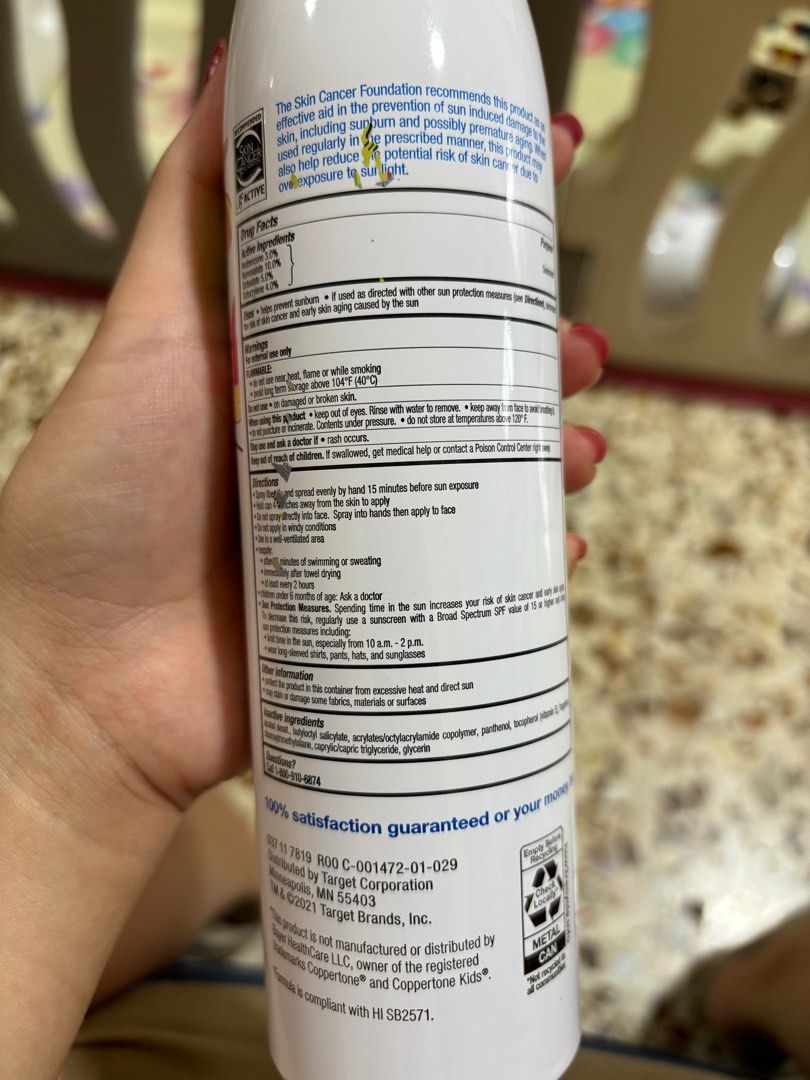 The Skin Cancer Foundation recommends this product as an
effective aid in the prevention of sun induced damage to the
skin, including sunburn and possibly premature aging. When
used regularly in the prescribed manner, this product may
also help reduce the potential risk of skin cancer due to
overexposure to sunlight.
RECOMMENDED
SKIN
CANCER
ACTIVE
Drug Facts
Active Ingredients
Purpose
Avobenzone 3.0%
Homosalate 10.0%
Octisalate 5.0%
Octocrylene 4.0%
Sunscreen
Uses • helps prevent sunburn • if used as directed with other sun protection measures (see Directions),
the risk of skin cancer and early skin aging caused by the sun
Warnings
For external use only
FLAMMABLE:
• do not use near heat, flame or while smoking
• avoid long term storage above 104°F (40°C)
Do not use • on damaged or broken skin.
When using this product • keep out of eyes. Rinse with water to remove. • keep away from face to avoid breathing it.
• do not puncture or incinerate. Contents under pressure. • do not store at temperatures above 120° F.
Stop use and ask a doctor if • rash occurs.
Keep out of reach of children. If swallowed, get medical help or contact a Poison Control Center right away.
Directions
• Spray liberally and spread evenly by hand 15 minutes before sun exposure
• Hold can 4- inches away from the skin to apply
• Do not spray directly into face. Spray into hands then apply to face
• Do not apply in windy conditions
• Use in a well-ventilated area
• reapply:
• after minutes of swimming or sweating
• immediately after towel drying
• at least every 2 hours
• children under 6 months of age: Ask a doctor
• Sun Protection Measures. Spending time in the sun increases your risk of skin cancer and early skin aging.
To decrease this risk, regularly use a sunscreen with a Broad Spectrum SPF value of 15 or higher and other
sun protection measures including:
• limit time in the sun, especially from 10 a.m. - 2 p.m.
• wear long-sleeved shirts, pants, hats, and sunglasses
Other information
• protect the product in this container from excessive heat and direct sun
• may stain or damage some fabrics, materials or surfaces
Inactive ingredients
alcohol denat., butyloctyl salicylate, acrylates/octylacrylamide copolymer, panthenol, tocopherol (vitamin E),
caprylic/capric triglyceride, glycerin
Questions?
Call 1-800-910-6874
100% satisfaction guaranteed or your money
037 11 7819 R00 C-001472-01-029
Distributed by Target Corporation
Minneapolis, MN 55403
TM & ©2021 Target Brands, Inc.
*This product is not manufactured or distributed by
Bayer HealthCare LLC, owner of the registered
trademarks Coppertone® and Coppertone Kids®.
Formula is compliant with HI SB2571.
Empty Before
Recycling
Check
Locally*
METAL
CAN
*Not recycled in
all communities